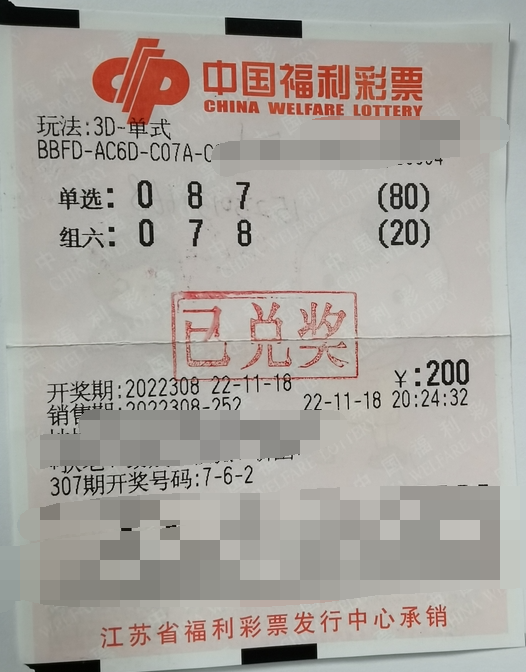 中国福利彩票
CHINA WELFARE LOTTERY
玩法:3D-单式
BBFD-AC6D-C07A-
单选: 0 8 7 (80)
组六: 0 7 8 (20)
已兑奖
开奖期:2022308 22-11-18 ¥:200
销售期:2022308-252 22-11-18 20:24:32
307期开奖号码:7-6-2
江苏省福利彩票发行中心承销